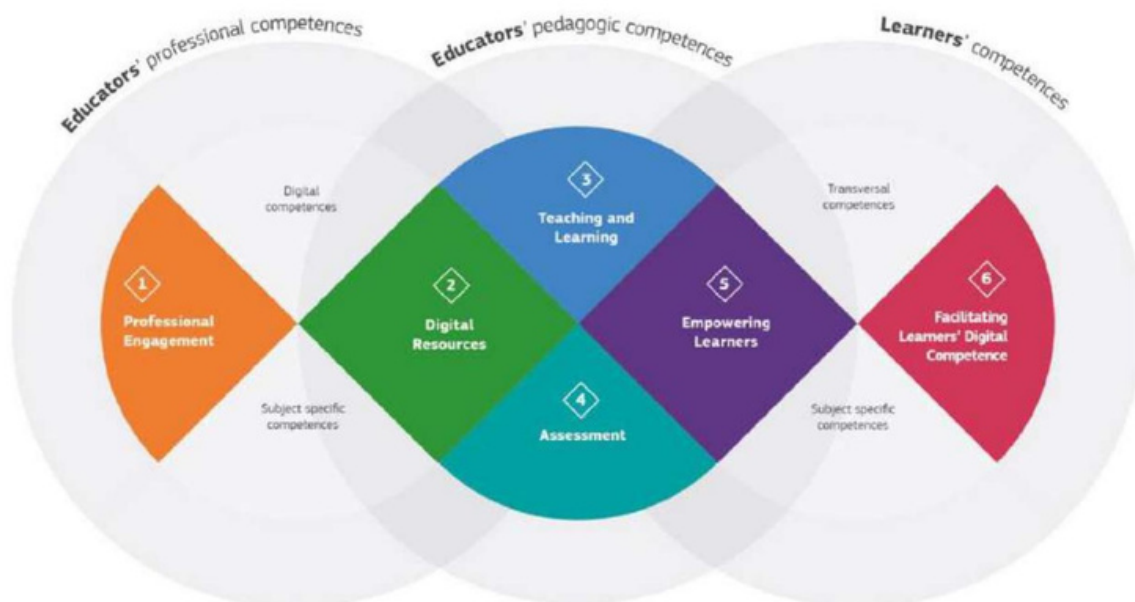 Educators' professional competences
Educators' pedagogic competences
Learners' competences
Digital
competences
3
Teaching and
Learning
Transversal
competences
1
Professional
Engagement
2
Digital
Resources
5
Empowering
Learners
6
Facilitating
Learners' Digital
Competence
Subject specific
competences
4
Assessment
Subject specific
competences